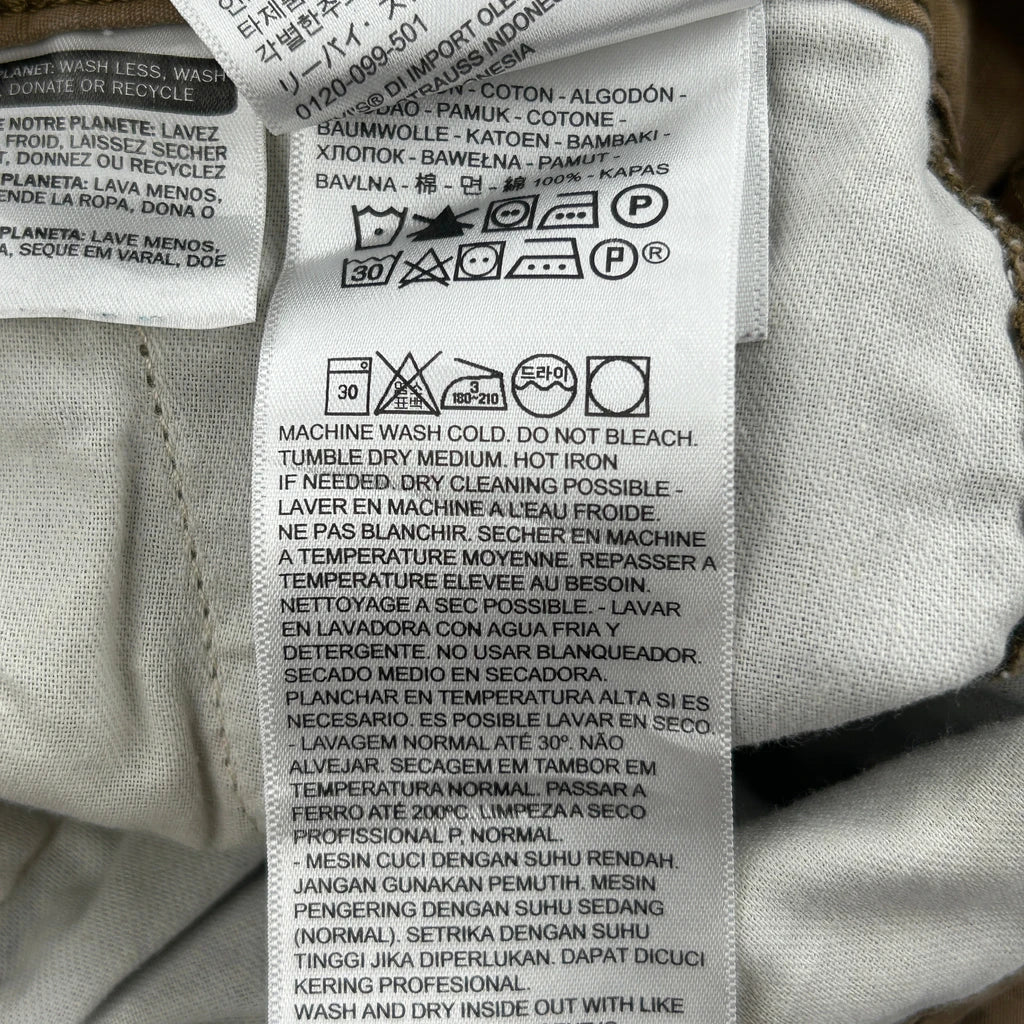 PLANET: WASH LESS, WASH
DONATE OR RECYCLE
E NOTRE PLANETE: LAVEZ
FROID, LAISSEZ SECHER
T, DONNEZ OU RECYCLEZ
PLANETA: LAVA MENOS,
ENDE LA ROPA, DONA O
PLANETA: LAVE MENOS,
A, SEQUE EM VARAL, DOE
각별한주
リーバイ・ス
0120-099-501
DI IMPORT OLE
STRAUSS INDONE
NESIA
- COTON - ALGODÓN -
- PAMUK - COTONE -
BAUMWOLLE - KATOEN - BAMBAKI -
ХЛОПОК - BAWEŁNA - PAMUT -
BAVLNA - 棉 - 면 - 綿 100% - KAPAS
P
30 P ®
30 3 180~210 드라이
MACHINE WASH COLD. DO NOT BLEACH.
TUMBLE DRY MEDIUM. HOT IRON
IF NEEDED. DRY CLEANING POSSIBLE -
LAVER EN MACHINE A L'EAU FROIDE.
NE PAS BLANCHIR. SECHER EN MACHINE
A TEMPERATURE MOYENNE. REPASSER A
TEMPERATURE ELEVEE AU BESOIN.
NETTOYAGE A SEC POSSIBLE. - LAVAR
EN LAVADORA CON AGUA FRIA Y
DETERGENTE. NO USAR BLANQUEADOR.
SECADO MEDIO EN SECADORA.
PLANCHAR EN TEMPERATURA ALTA SI ES
NECESARIO. ES POSIBLE LAVAR EN SECO.
- LAVAGEM NORMAL ATÉ 30º. NÃO
ALVEJAR. SECAGEM EM TAMBOR EM
TEMPERATURA NORMAL. PASSAR A
FERRO ATÉ 200ºC. LIMPEZA A SECO
PROFISSIONAL P, NORMAL.
- MESIN CUCI DENGAN SUHU RENDAH.
JANGAN GUNAKAN PEMUTIH. MESIN
PENGERING DENGAN SUHU SEDANG
(NORMAL). SETRIKA DENGAN SUHU
TINGGI JIKA DIPERLUKAN. DAPAT DICUCI
KERING PROFESIONAL.
WASH AND DRY INSIDE OUT WITH LIKE